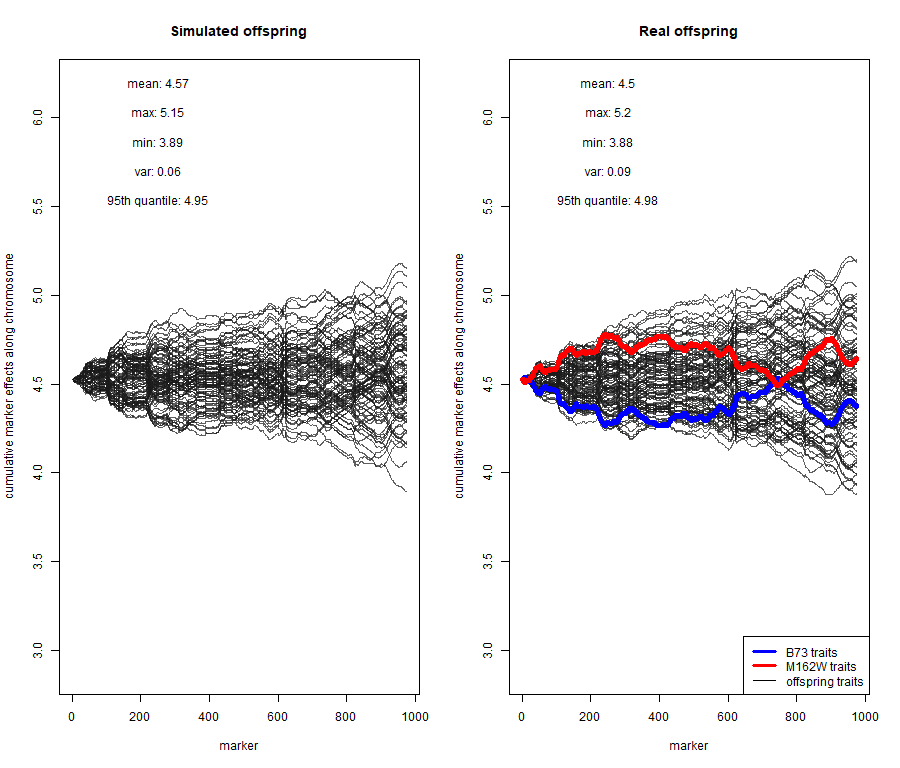 Simulated offspring
mean: 4.57
max: 5.15
min: 3.89
var: 0.06
95th quantile: 4.95
cumulative marker effects along chromosome
6.0
5.5
5.0
4.5
4.0
3.5
3.0
0 200 400 600 800 1000
marker
Real offspring
mean: 4.5
max: 5.2
min: 3.88
var: 0.09
95th quantile: 4.98
cumulative marker effects along chromosome
6.0
5.5
5.0
4.5
4.0
3.5
3.0
B73 traits
M162W traits
offspring traits
0 200 400 600 800 1000
marker